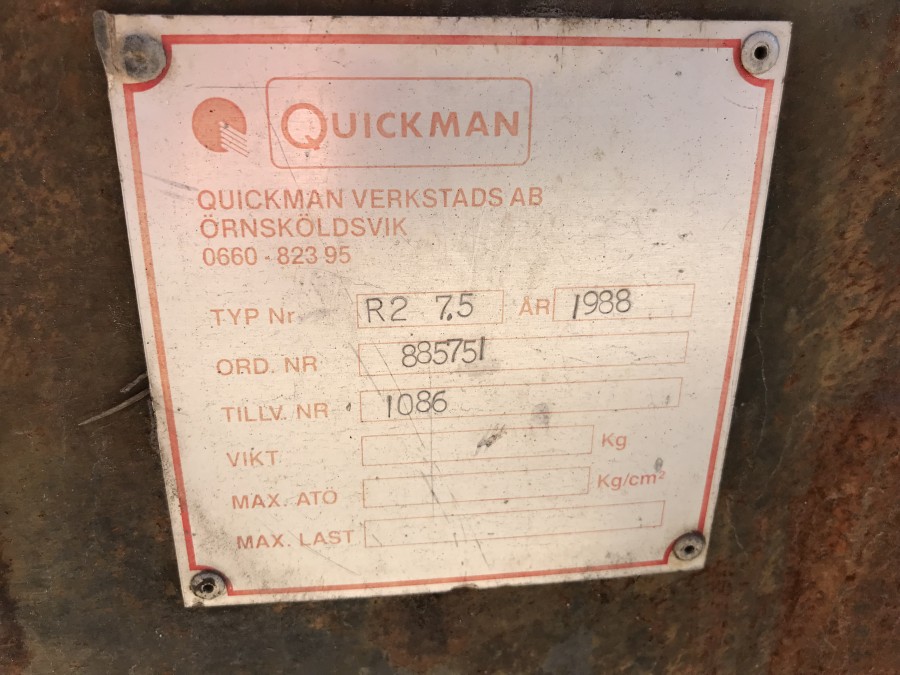 QUICKMAN
QUICKMAN VERKSTADS AB
ÖRNSKÖLDSVIK
0660 - 823 95
TYP Nr R2 7.5 ÅR 1988
ORD. NR 885751
TILLV. NR 1086
VIKT Kg
MAX. ATÖ Kg/cm²
MAX. LAST